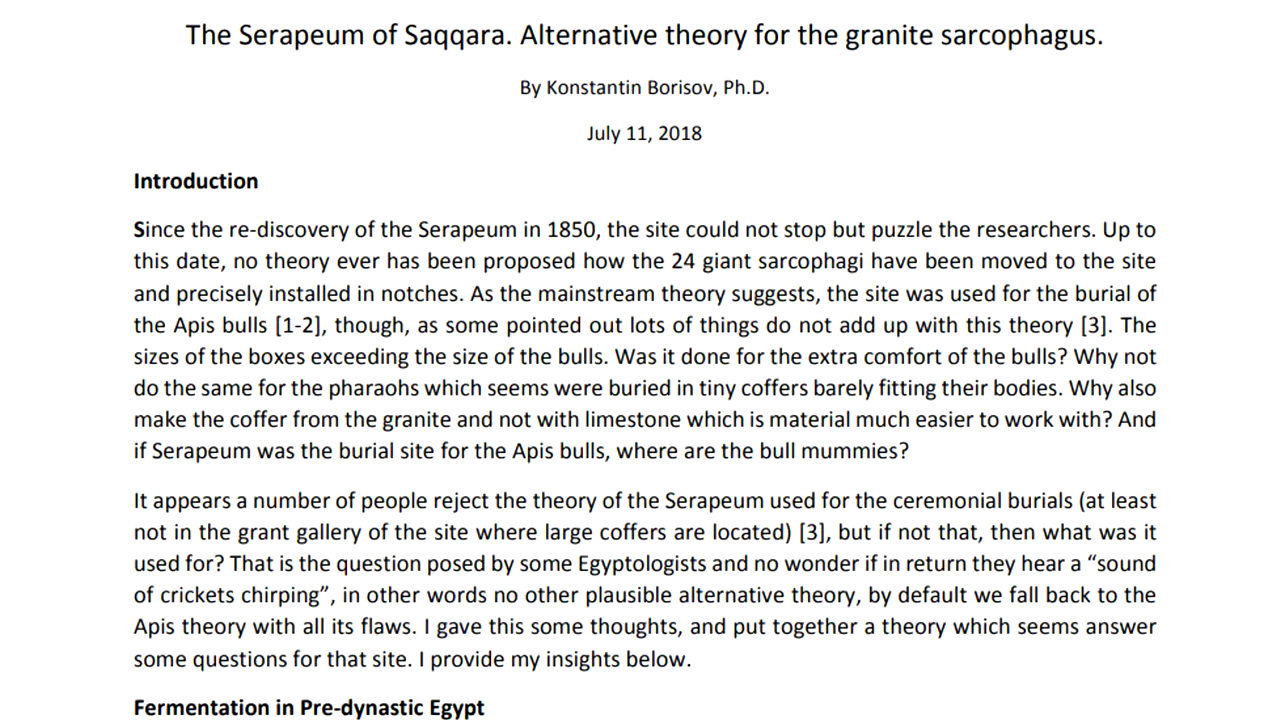 The Serapeum of Saqqara. Alternative theory for the granite sarcophagus.
By Konstantin Borisov, Ph.D.
July 11, 2018
Introduction
Since the re-discovery of the Serapeum in 1850, the site could not stop but puzzle the researchers. Up to
this date, no theory ever has been proposed how the 24 giant sarcophagi have been moved to the site
and precisely installed in notches. As the mainstream theory suggests, the site was used for the burial of
the Apis bulls [1-2], though, as some pointed out lots of things do not add up with this theory [3]. The
sizes of the boxes exceeding the size of the bulls. Was it done for the extra comfort of the bulls? Why not
do the same for the pharaohs which seems were buried in tiny coffers barely fitting their bodies. Why also
make the coffer from the granite and not with limestone which is material much easier to work with? And
if Serapeum was the burial site for the Apis bulls, where are the bull mummies?
It appears a number of people reject the theory of the Serapeum used for the ceremonial burials (at least
not in the grant gallery of the site where large coffers are located) [3], but if not that, then what was it
used for? That is the question posed by some Egyptologists and no wonder if in return they hear a “sound
of crickets chirping”, in other words no other plausible alternative theory, by default we fall back to the
Apis theory with all its flaws. I gave this some thoughts, and put together a theory which seems answer
some questions for that site. I provide my insights below.
Fermentation in Pre-dynastic Egypt